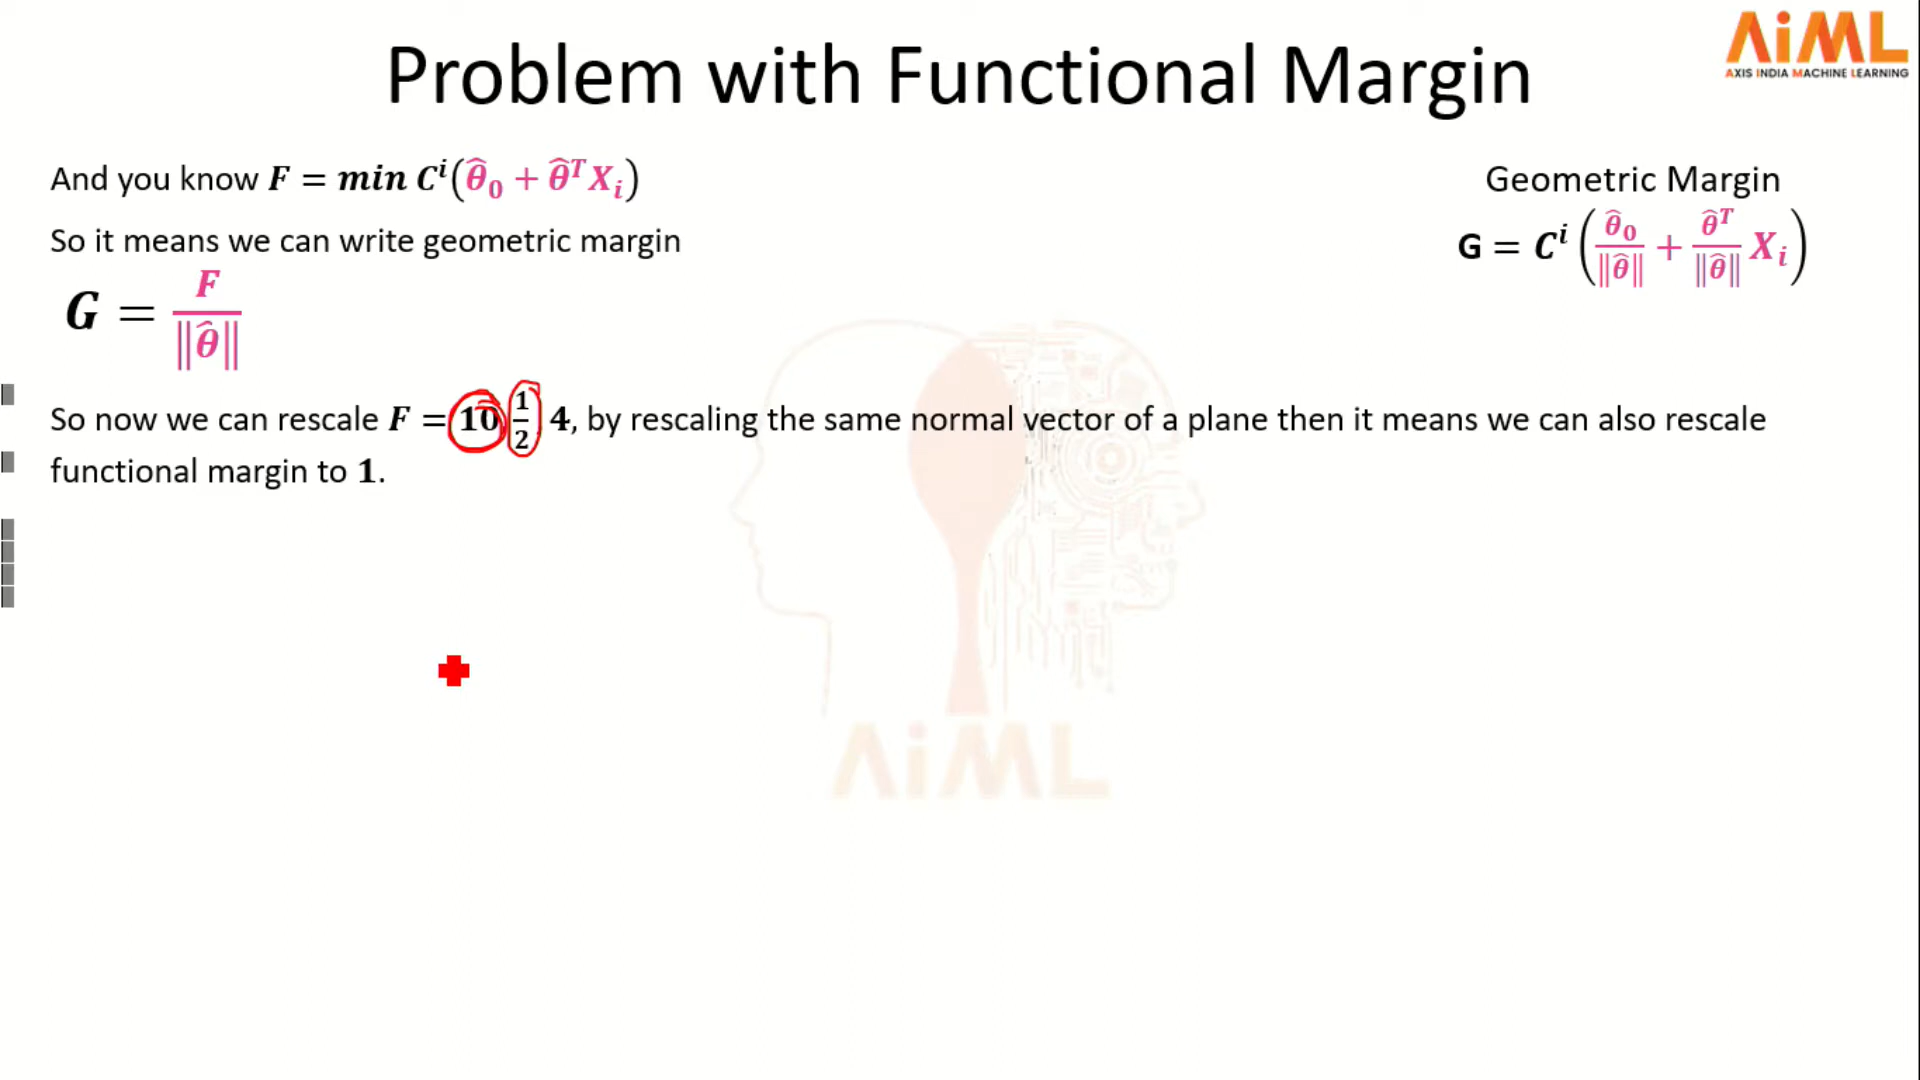 Problem with Functional Margin
AiML
AXIS INDIA MACHINE LEARNING
And you know F = min Cⁱ(θ̂₀ + θ̂ᵀXᵢ)
So it means we can write geometric margin
G = F / ‖θ̂‖
Geometric Margin
G = Cⁱ(θ̂₀/‖θ̂‖ + θ̂ᵀ/‖θ̂‖ Xᵢ)
So now we can rescale F = 10 1/2 4, by rescaling the same normal vector of a plane then it means we can also rescale
functional margin to 1.
AiML